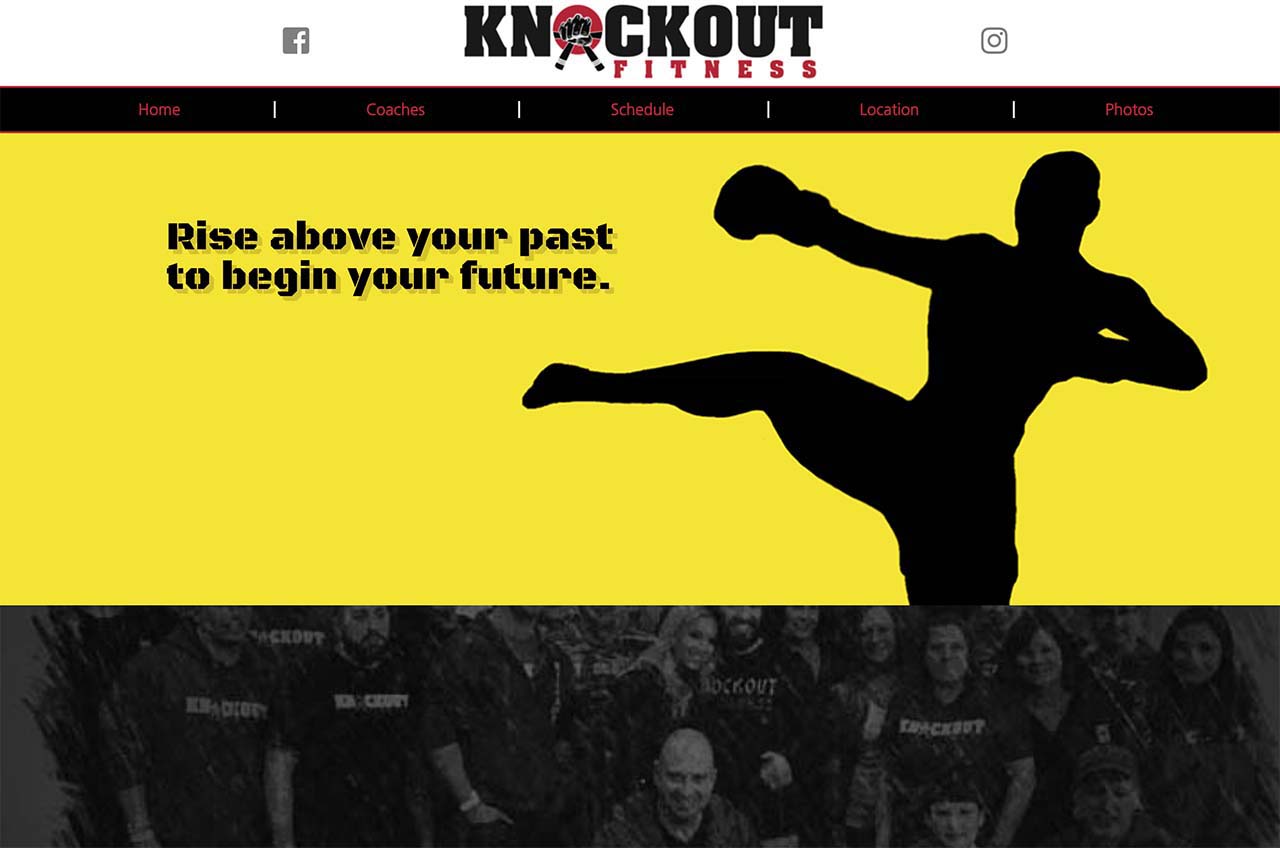 KNOCKOUT
FITNESS
Home | Coaches | Schedule | Location | Photos
Rise above your past
to begin your future.
KNOCKOUT
KNOCKOUT
KNOCKOUT
KNOCKOUT